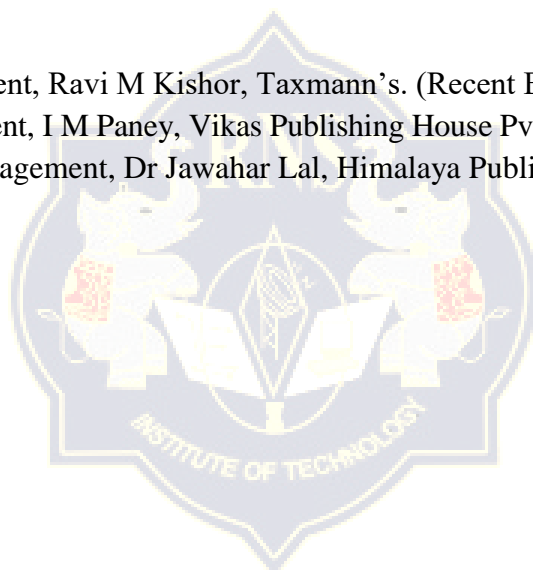 ent, Ravi M Kishor, Taxmann’s. (Recent E
ent, I M Paney, Vikas Publishing House Pv
agement, Dr Jawahar Lal, Himalaya Publi
RNS
INSTITUTE OF TECHNOLOGY